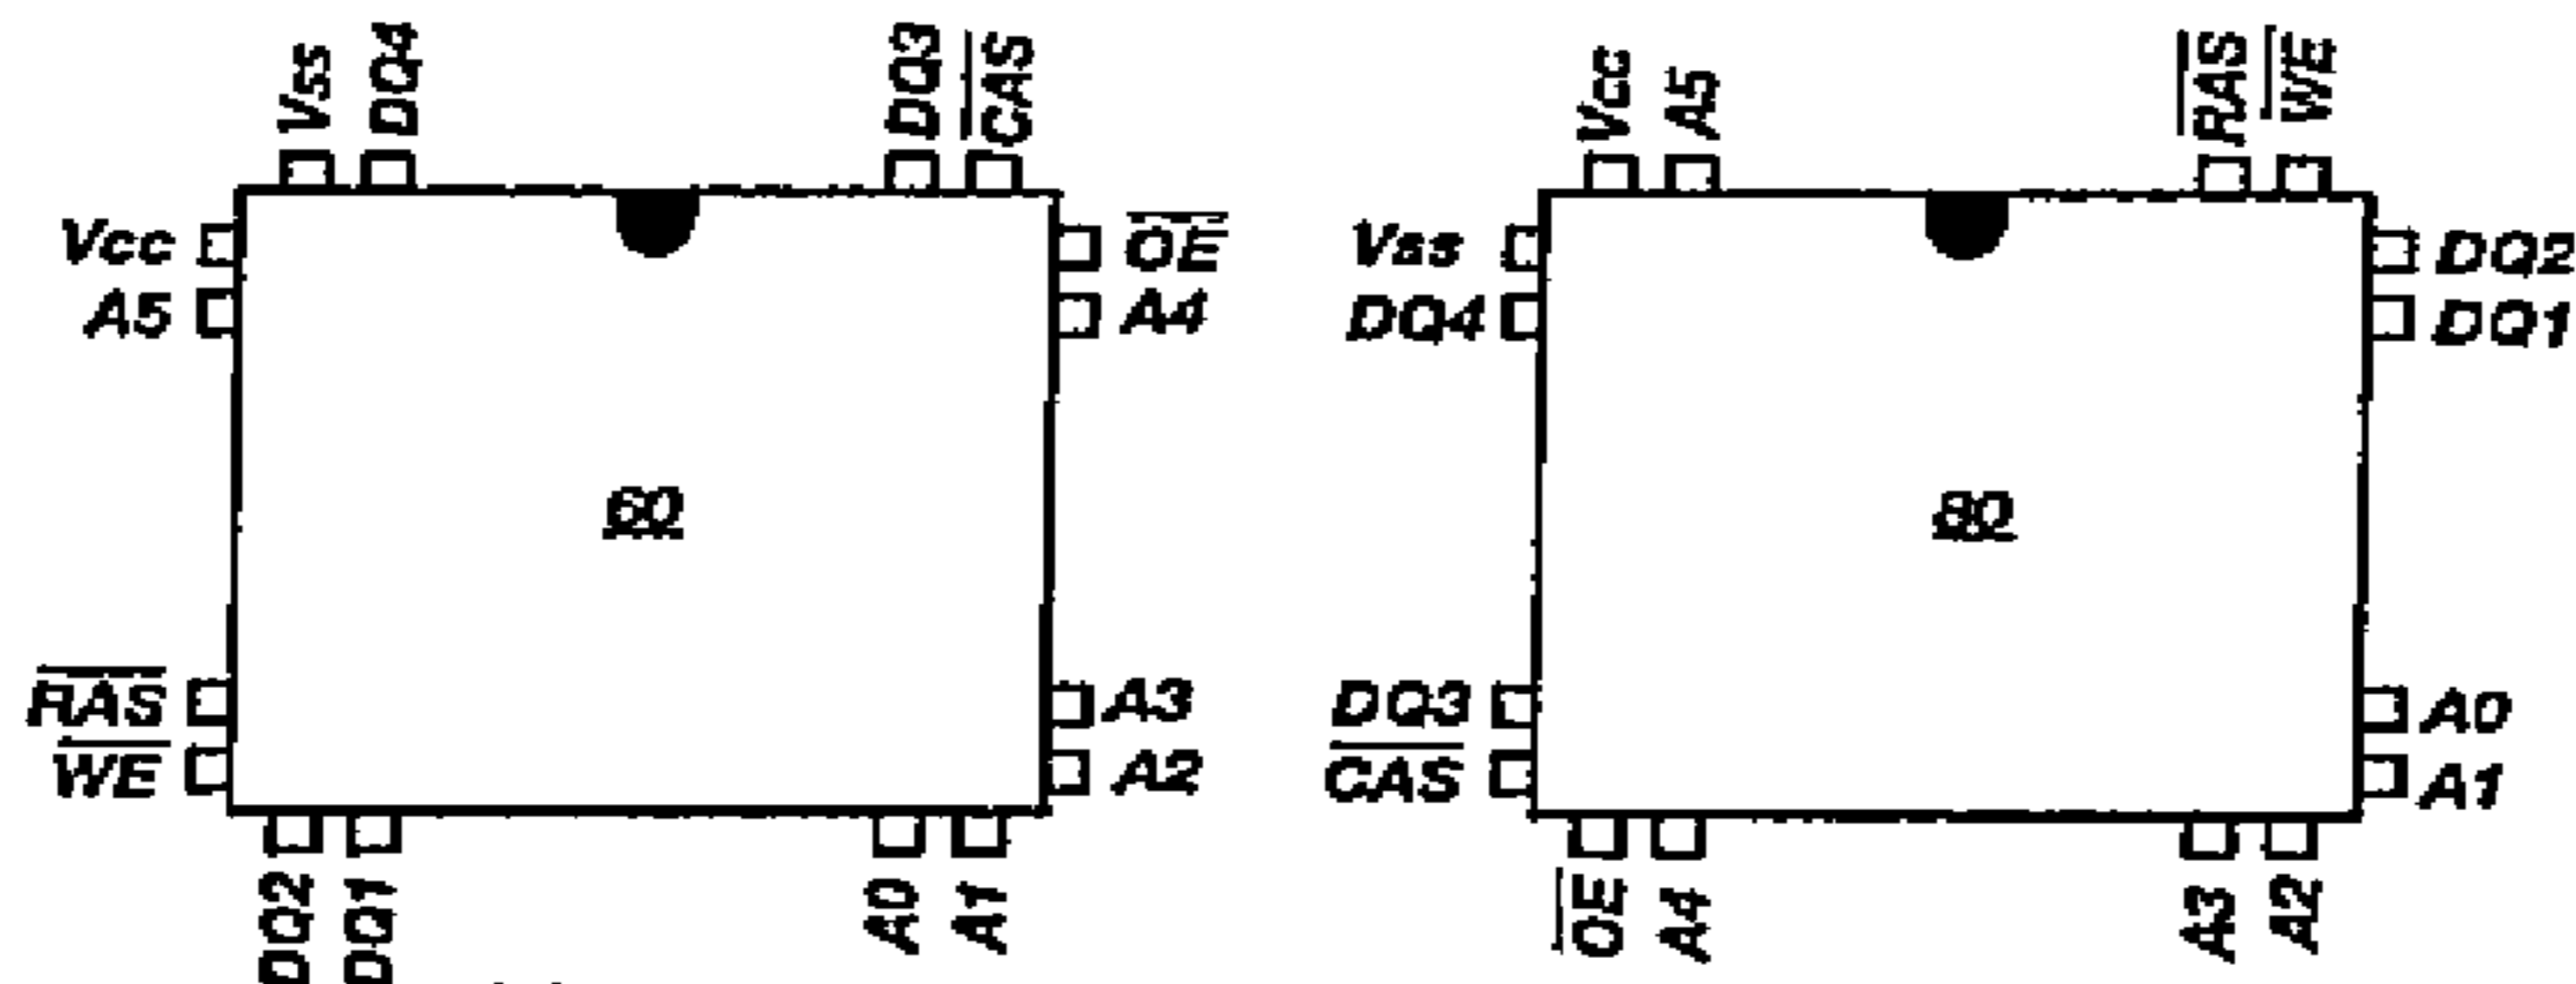 Vss DQ4 DQ3 CAS
Vcc OE
A5 A4
60
RAS A3
WE A2
DQ2 DQ1 A0 A1
Vcc A5 RAS WE
Vss DQ2
DQ4 DQ1
80
DQ3 A0
CAS A1
OE A4 A3 A2